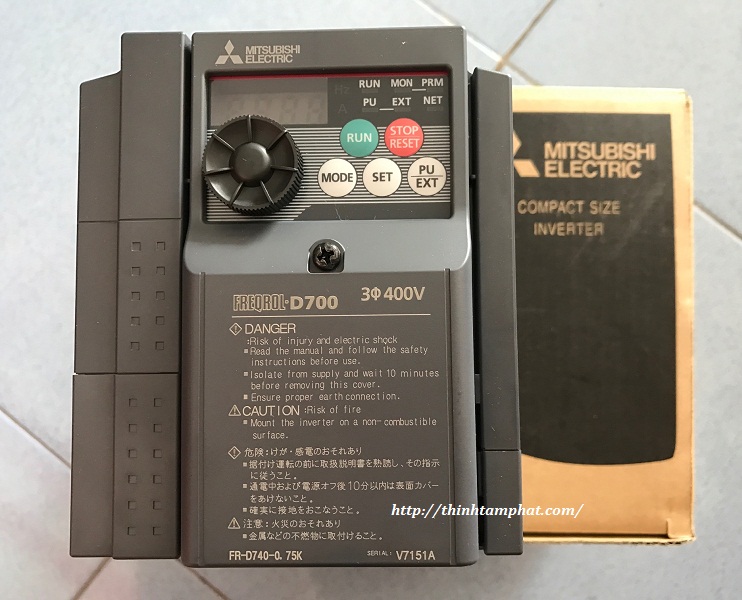 MITSUBISHI
ELECTRIC
Hz RUN MON PRM
A PU EXT NET
RUN STOP
RESET
MODE SET PU
EXT
FREQROL-D700 3Φ400V
DANGER
:Risk of injury and electric shock
■Read the manual and follow the safety
instructions before use.
■Isolate from supply and wait 10 minutes
before removing this cover.
■Ensure proper earth connection.
CAUTION :Risk of fire
■Mount the inverter on a non-combustible
surface.
危険:けが・感電のおそれあり
■据付け運転の前に取扱説明書を熟読し、その指示
に従うこと。
■通電中および電源オフ後10分以内は表面カバー
をあけないこと。
■確実に接地をおこなうこと。
注意:火災のおそれあり
■金属などの不燃物に取付けること。
FR-D740-0.75K SERIAL: V7151A
MITSUBISHI
ELECTRIC
COMPACT SIZE
INVERTER
http://thinhtamphat.com/